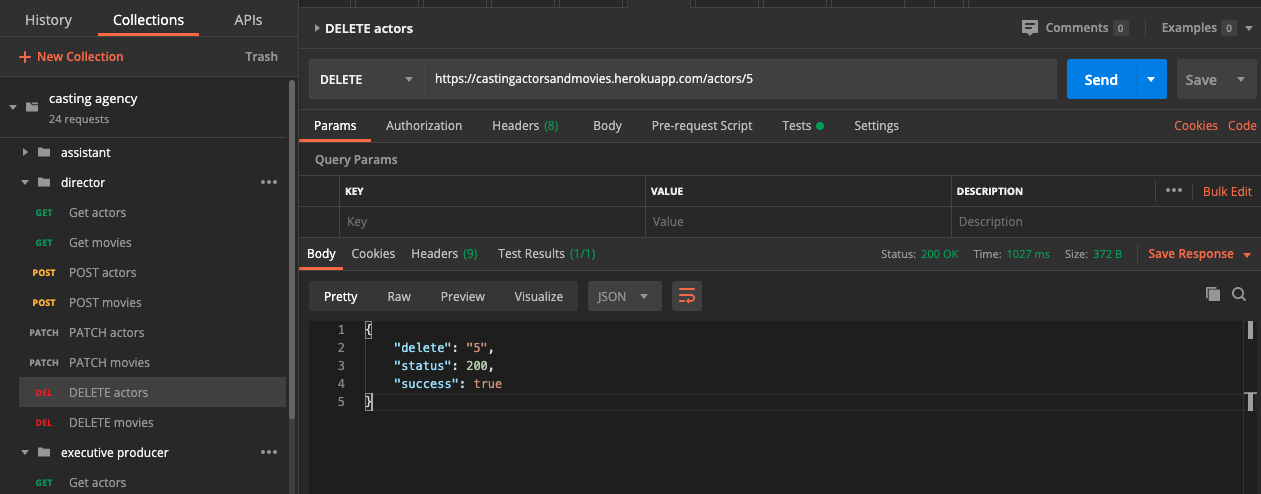 History Collections APIs
+ New Collection Trash
casting agency
24 requests
assistant
director
GET Get actors
GET Get movies
POST POST actors
POST POST movies
PATCH PATCH actors
PATCH PATCH movies
DEL DELETE actors
DEL DELETE movies
executive producer
GET Get actors
DELETE actors
Comments 0 Examples 0
DELETE https://castingactorsandmovies.herokuapp.com/actors/5 Send Save
Params Authorization Headers (8) Body Pre-request Script Tests Settings Cookies Code
Query Params
KEY VALUE DESCRIPTION ••• Bulk Edit
Key Value Description
Body Cookies Headers (9) Test Results (1/1) Status: 200 OK Time: 1027 ms Size: 372 B Save Response
Pretty Raw Preview Visualize JSON
1 {
2 "delete": "5",
3 "status": 200,
4 "success": true
5 }